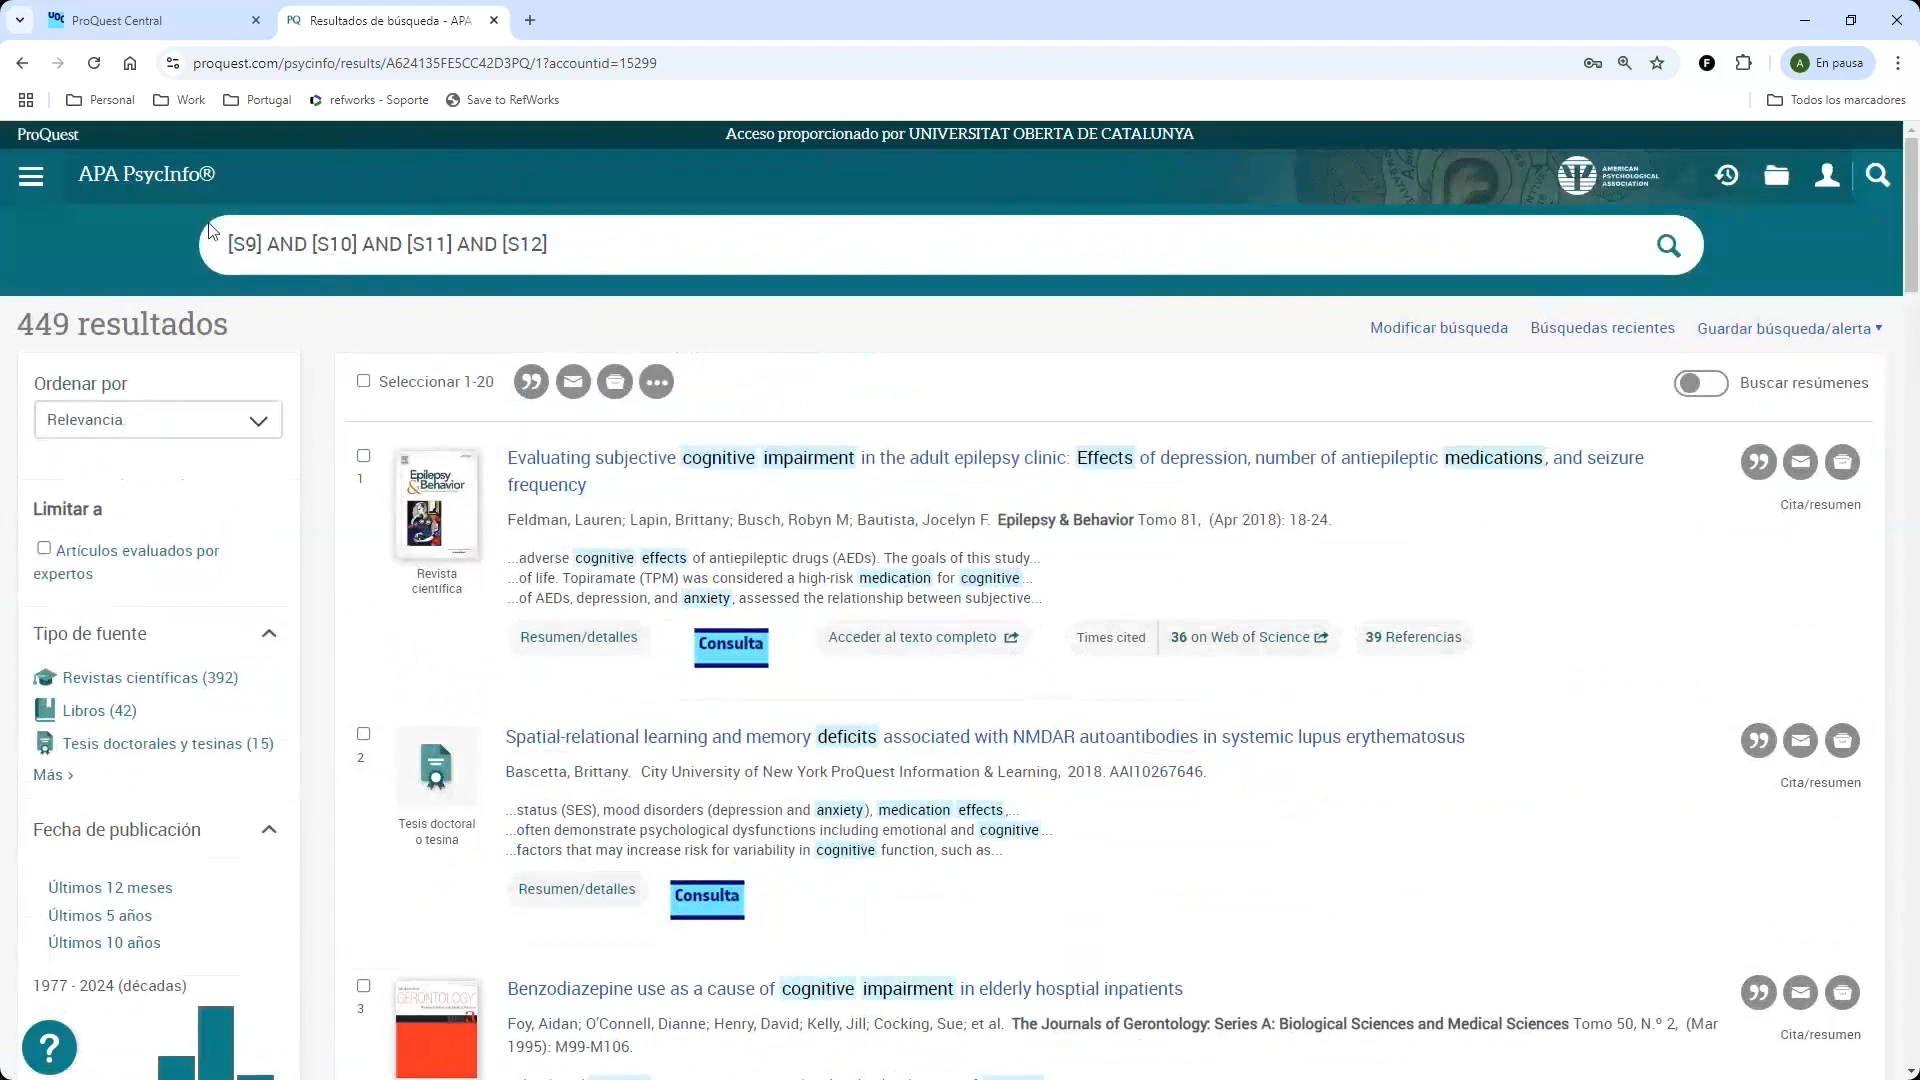 ProQuest Central
PQ Resultados de búsqueda - APA
proquest.com/psycinfo/results/A624135FE5CC42D3PQ/1?accountid=15299
F
A En pausa
Personal
Work
Portugal
refworks - Soporte
Save to RefWorks
Todos los marcadores
ProQuest
Acceso proporcionado por UNIVERSITAT OBERTA DE CATALUNYA
APA PsycInfo®
AMERICAN
PSYCHOLOGICAL
ASSOCIATION
[S9] AND [S10] AND [S11] AND [S12]
449 resultados
Modificar búsqueda
Búsquedas recientes
Guardar búsqueda/alerta
Ordenar por
Relevancia
Limitar a
Artículos evaluados por
expertos
Tipo de fuente
Revistas científicas (392)
Libros (42)
Tesis doctorales y tesinas (15)
Más >
Fecha de publicación
Últimos 12 meses
Últimos 5 años
Últimos 10 años
1977 - 2024 (décadas)
?
Seleccionar 1-20
Buscar resúmenes
1
Epilepsy
& Behavior
Revista
científica
Evaluating subjective cognitive impairment in the adult epilepsy clinic: Effects of depression, number of antiepileptic medications, and seizure
frequency
Feldman, Lauren; Lapin, Brittany; Busch, Robyn M; Bautista, Jocelyn F. Epilepsy & Behavior Tomo 81, (Apr 2018): 18-24.
...adverse cognitive effects of antiepileptic drugs (AEDs). The goals of this study...
...of life. Topiramate (TPM) was considered a high-risk medication for cognitive...
...of AEDs, depression, and anxiety, assessed the relationship between subjective...
Resumen/detalles
Consulta
Acceder al texto completo
Times cited
36 on Web of Science
39 Referencias
Cita/resumen
2
Tesis doctoral
o tesina
Spatial-relational learning and memory deficits associated with NMDAR autoantibodies in systemic lupus erythematosus
Bascetta, Brittany. City University of New York ProQuest Information & Learning, 2018. AAI10267646.
...status (SES), mood disorders (depression and anxiety), medication effects,...
...often demonstrate psychological dysfunctions including emotional and cognitive...
...factors that may increase risk for variability in cognitive function, such as...
Resumen/detalles
Consulta
Cita/resumen
3
GERONTOLOGY
Benzodiazepine use as a cause of cognitive impairment in elderly hosptial inpatients
Foy, Aidan; O'Connell, Dianne; Henry, David; Kelly, Jill; Cocking, Sue; et al. The Journals of Gerontology: Series A: Biological Sciences and Medical Sciences Tomo 50, N.º 2, (Mar
1995): M99-M106.
Cita/resumen